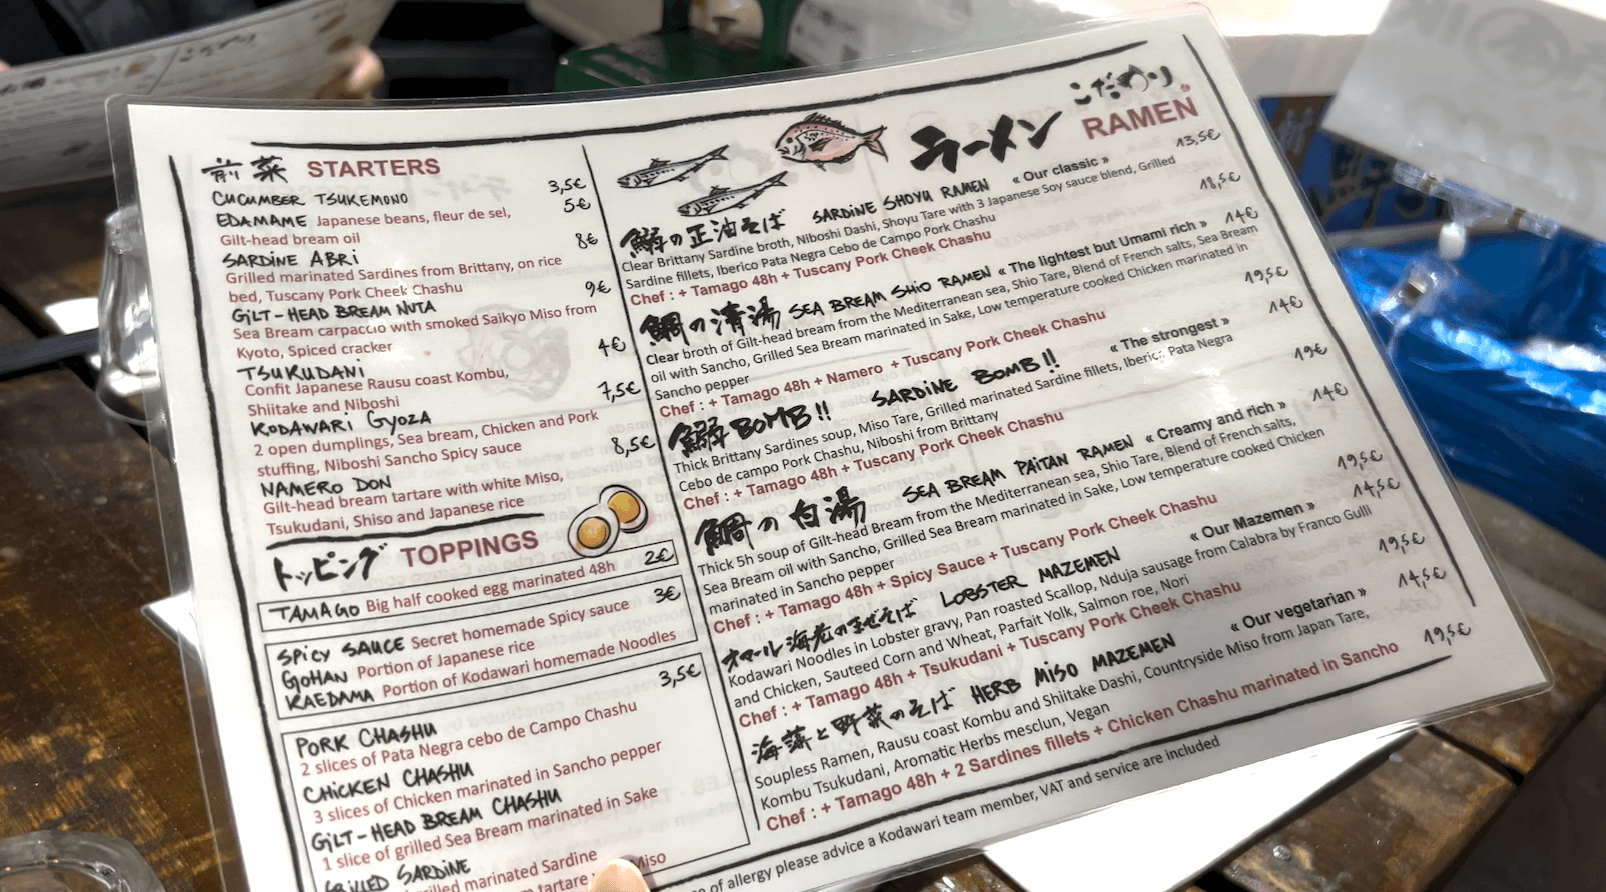 前菜 STARTERS
CUCUMBER TSUKEMONO 3,5€
EDAMAME Japanese beans, fleur de sel, 5€
Gilt-head bream oil
SARDINE ABRI 8€
Grilled marinated Sardines from Brittany, on rice
bed, Tuscany Pork Cheek Chashu
GILT-HEAD BREAM NUTA 9€
Sea Bream carpaccio with smoked Saikyo Miso from
Kyoto, Spiced cracker
TSUKUDANI 4€
Confit Japanese Rausu coast Kombu,
Shiitake and Niboshi
KODAWARI GYOZA 7,5€
2 open dumplings, Sea bream, Chicken and Pork
stuffing, Niboshi Sancho Spicy sauce
NAMERO DON 8,5€
Gilt-head bream tartare with white Miso,
Tsukudani, Shiso and Japanese rice
トッピング TOPPINGS
TAMAGO Big half cooked egg marinated 48h 2€
SPICY SAUCE Secret homemade Spicy sauce 3€
GOHAN Portion of Japanese rice
KAEDAMA Portion of Kodawari homemade Noodles
PORK CHASHU 3,5€
2 slices of Pata Negra cebo de Campo Chashu
CHICKEN CHASHU
3 slices of Chicken marinated in Sancho pepper
GILT-HEAD BREAM CHASHU
1 slice of grilled Sea Bream marinated in Sake
GRILLED SARDINE
grilled marinated Sardine
tartare
Miso
ラーメン こだわり
RAMEN
鰯の正油そば SARDINE SHOYU RAMEN « Our classic » 13,5€
Clear Brittany Sardine broth, Niboshi Dashi, Shoyu Tare with 3 Japanese Soy sauce blend, Grilled
Sardine fillets, Iberico Pata Negra Cebo de Campo Pork Chashu
Chef : + Tamago 48h + Tuscany Pork Cheek Chashu 18,5€
鯛の清湯 SEA BREAM SHIO RAMEN « The lightest but Umami rich » 14€
Clear broth of Gilt-head bream from the Mediterranean sea, Shio Tare, Blend of French salts, Sea Bream
oil with Sancho, Grilled Sea Bream marinated in Sake, Low temperature cooked Chicken marinated in
Sancho pepper
Chef : + Tamago 48h + Namero + Tuscany Pork Cheek Chashu 19,5€
鰯BOMB!! SARDINE BOMB!! « The strongest » 14€
Thick Brittany Sardines soup, Miso Tare, Grilled marinated Sardine fillets, Iberico Pata Negra
Cebo de campo Pork Chashu, Niboshi from Brittany
Chef : + Tamago 48h + Tuscany Pork Cheek Chashu 19€
鯛の白湯 SEA BREAM PAITAN RAMEN « Creamy and rich » 14€
Thick 5h soup of Gilt-head Bream from the Mediterranean sea, Shio Tare, Blend of French salts,
Sea Bream oil with Sancho, Grilled Sea Bream marinated in Sake, Low temperature cooked Chicken
marinated in Sancho pepper
Chef : + Tamago 48h + Spicy Sauce + Tuscany Pork Cheek Chashu 19,5€
オマール海老のまぜそば LOBSTER MAZEMEN « Our Mazemen » 14,5€
Kodawari Noodles in Lobster gravy, Pan roasted Scallop, Nduja sausage from Calabra by Franco Gulli
and Chicken, Sauteed Corn and Wheat, Parfait Yolk, Salmon roe, Nori
Chef : + Tamago 48h + Tsukudani + Tuscany Pork Cheek Chashu 19,5€
海藻と野菜のそば HERB MISO MAZEMEN « Our vegetarian » 14,5€
Soupless Ramen, Rausu coast Kombu and Shiitake Dashi, Countryside Miso from Japan Tare,
Kombu Tsukudani, Aromatic Herbs mesclun, Vegan
Chef : + Tamago 48h + 2 Sardines fillets + Chicken Chashu marinated in Sancho 19,5€
of allergy please advice a Kodawari team member, VAT and service are included